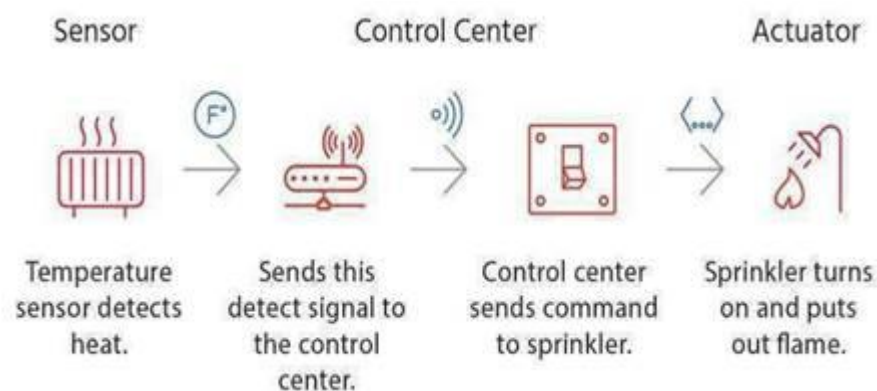 Sensor
Control Center
Actuator
F°
Temperature
sensor detects
heat.
Sends this
detect signal to
the control
center.
Control center
sends command
to sprinkler.
Sprinkler turns
on and puts
out flame.